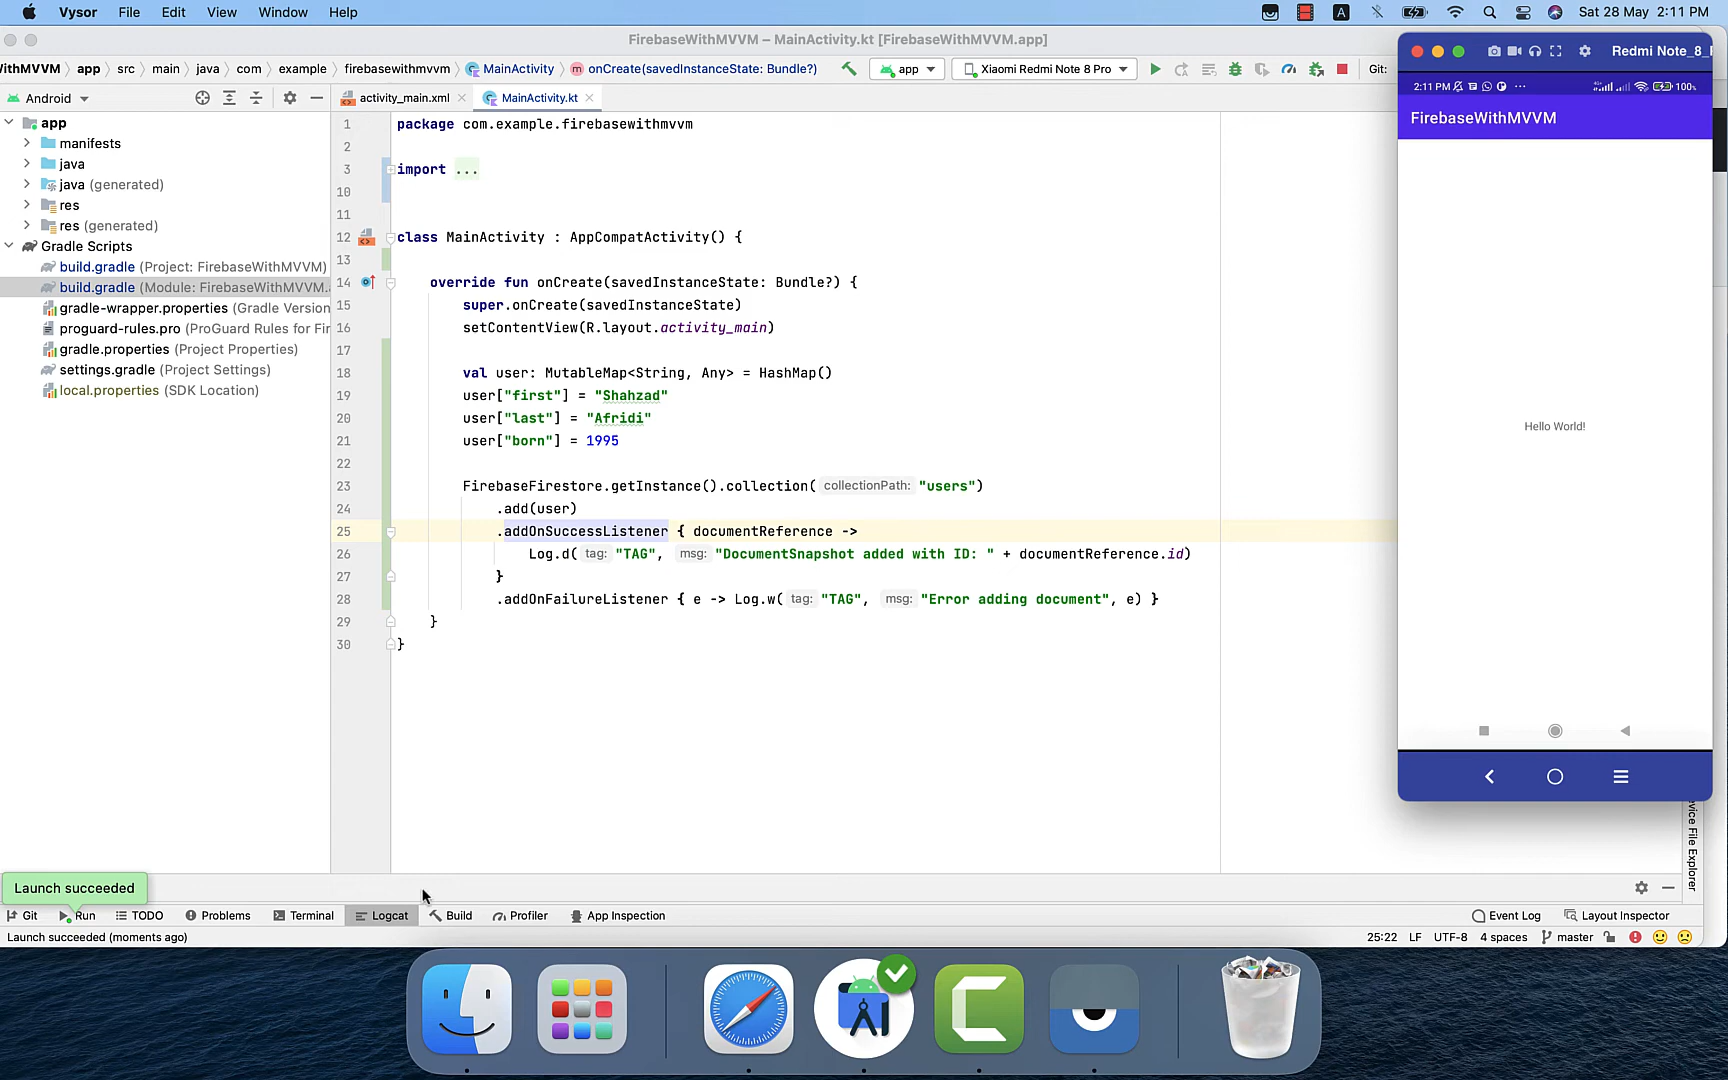 Vysor File Edit View Window Help
A Sat 28 May 2:11 PM
FirebaseWithMVVM – MainActivity.kt [FirebaseWithMVVM.app]
ithMVVM app src main java com example firebasewithmvvm MainActivity onCreate(savedInstanceState: Bundle?) app Xiaomi Redmi Note 8 Pro Git:
Android
activity_main.xml MainActivity.kt
app
manifests
java
java (generated)
res
res (generated)
Gradle Scripts
build.gradle (Project: FirebaseWithMVVM)
build.gradle (Module: FirebaseWithMVVM.
gradle-wrapper.properties (Gradle Version
proguard-rules.pro (ProGuard Rules for Fir
gradle.properties (Project Properties)
settings.gradle (Project Settings)
local.properties (SDK Location)
1 package com.example.firebasewithmvvm
2
3 import ...
10
11
12 class MainActivity : AppCompatActivity() {
13
14 override fun onCreate(savedInstanceState: Bundle?) {
15 super.onCreate(savedInstanceState)
16 setContentView(R.layout.activity_main)
17
18 val user: MutableMap<String, Any> = HashMap()
19 user["first"] = "Shahzad"
20 user["last"] = "Afridi"
21 user["born"] = 1995
22
23 FirebaseFirestore.getInstance().collection( collectionPath: "users")
24 .add(user)
25 .addOnSuccessListener { documentReference ->
26 Log.d( tag: "TAG", msg: "DocumentSnapshot added with ID: " + documentReference.id)
27 }
28 .addOnFailureListener { e -> Log.w( tag: "TAG", msg: "Error adding document", e) }
29 }
30 }
Redmi Note_8_
2:11 PM ... 100%
FirebaseWithMVVM
Hello World!
vice File Explorer
Launch succeeded
Git Run TODO Problems Terminal Logcat Build Profiler App Inspection Event Log Layout Inspector
Launch succeeded (moments ago) 25:22 LF UTF-8 4 spaces master